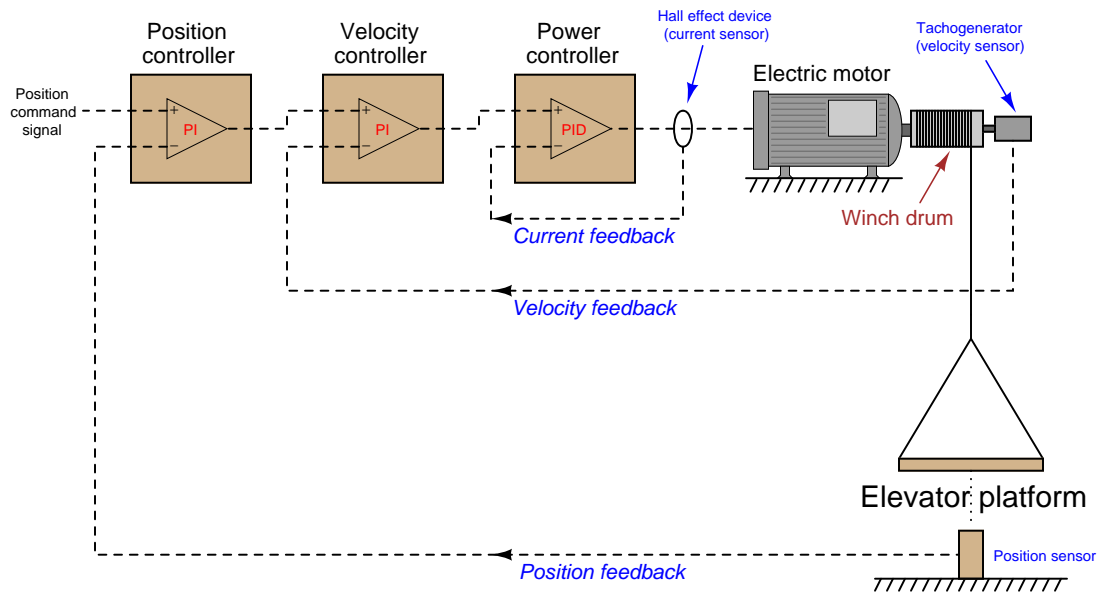 Position
controller
Velocity
controller
Power
controller
Hall effect device
(current sensor)
Tachogenerator
(velocity sensor)
Electric motor
Position
command
signal
+
−
PI
+
−
PI
+
−
PID
Winch drum
Current feedback
Velocity feedback
Elevator platform
Position sensor
Position feedback